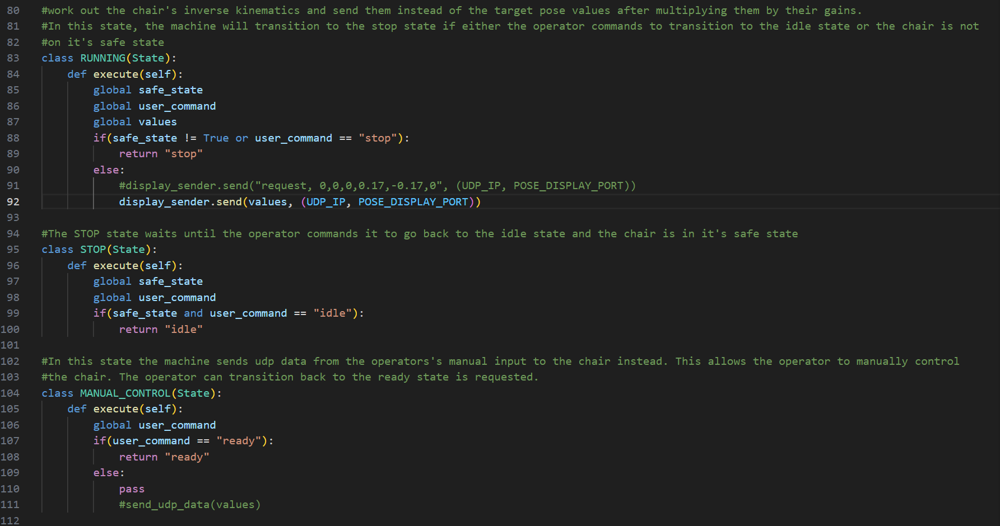 80 #work out the chair's inverse kinematics and send them instead of the target pose values after multiplying them by their gains.
81 #In this state, the machine will transition to the stop state if either the operator commands to transition to the idle state or the chair is not
82 #on it's safe state
83 class RUNNING(State):
84     def execute(self):
85         global safe_state
86         global user_command
87         global values
88         if(safe_state != True or user_command == "stop"):
89             return "stop"
90         else:
91             #display_sender.send("request, 0,0,0,0.17,-0.17,0", (UDP_IP, POSE_DISPLAY_PORT))
92             display_sender.send(values, (UDP_IP, POSE_DISPLAY_PORT))
93
94 #The STOP state waits until the operator commands it to go back to the idle state and the chair is in it's safe state
95 class STOP(State):
96     def execute(self):
97         global safe_state
98         global user_command
99         if(safe_state and user_command == "idle"):
100             return "idle"
101
102 #In this state the machine sends udp data from the operators's manual input to the chair instead. This allows the operator to manually control
103 #the chair. The operator can transition back to the ready state is requested.
104 class MANUAL_CONTROL(State):
105     def execute(self):
106         global user_command
107         if(user_command == "ready"):
108             return "ready"
109         else:
110             pass
111             #send_udp_data(values)
112